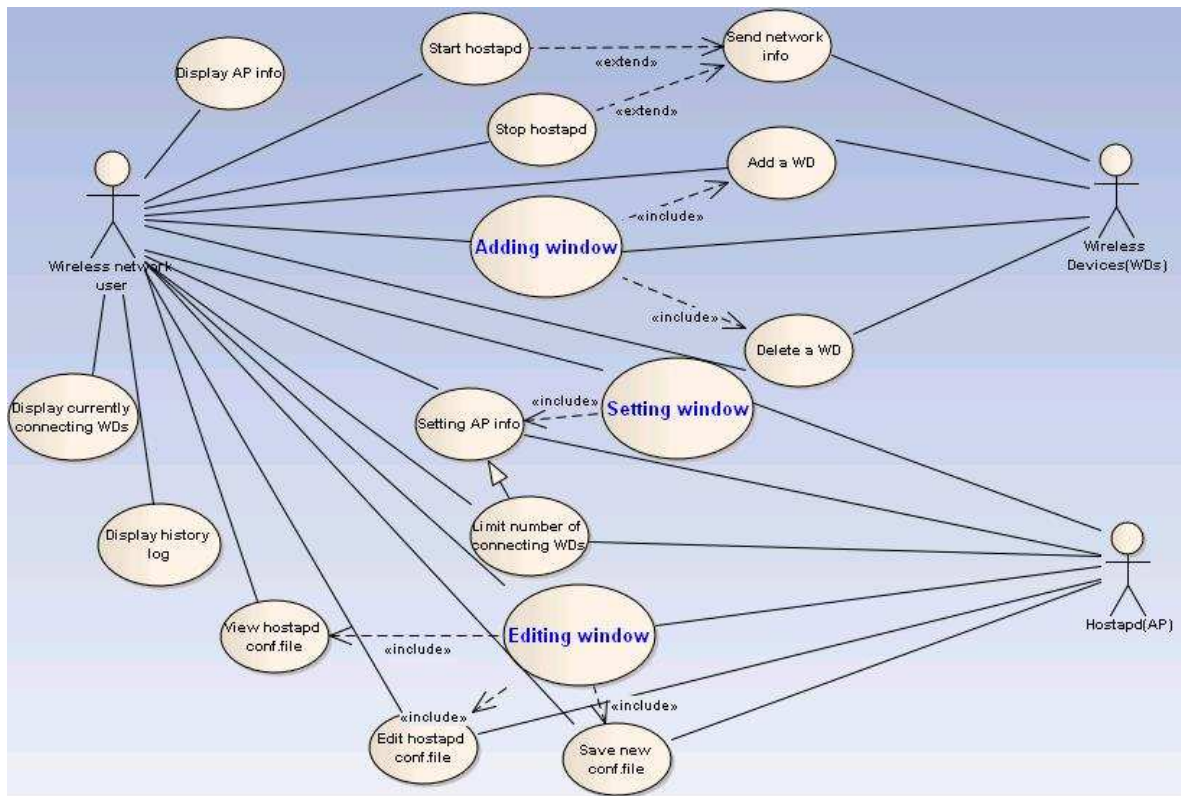 Start hostapd
Send network
info
Display AP info
«extend»
Stop hostapd
«extend»
Add a WD
«include»
Adding window
Wireless network
user
Wireless
Devices(WDs)
«include»
Delete a WD
Display currently
connecting WDs
Setting AP info
«include»
Setting window
Display history
log
Limit number of
connecting WDs
Hostapd(AP)
View hostapd
conf.file
«include»
Editing window
«include»
«include»
Edit hostapd
conf.file
Save new
conf.file